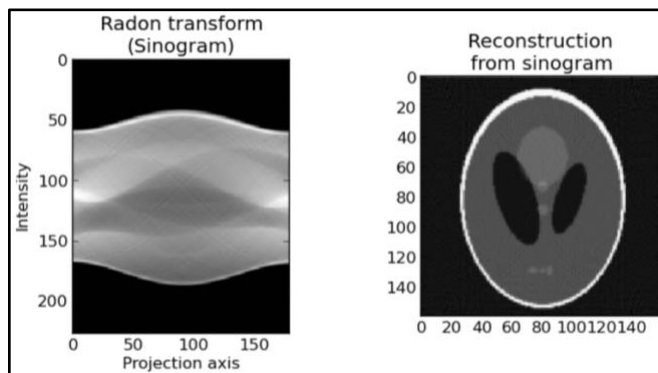 Radon transform
(Sinogram)
0
50
100
150
200
Intensity
0 50 100 150
Projection axis
Reconstruction
from sinogram
0
20
40
60
80
100
120
140
0 20 40 60 80 100120140